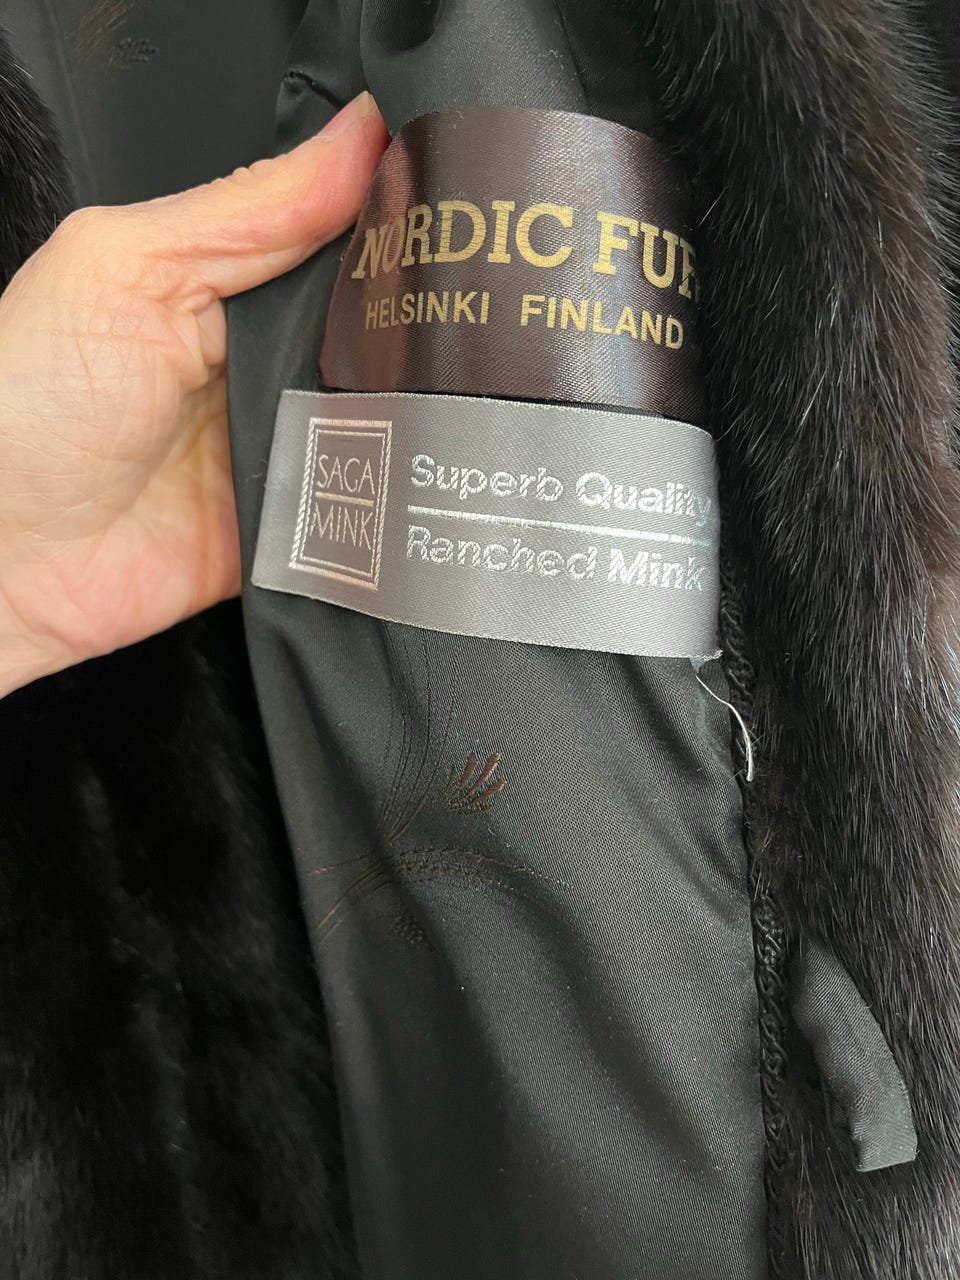 NORDIC FUR
HELSINKI FINLAND
SAGA
MINK
Superb Quality
Ranched Mink